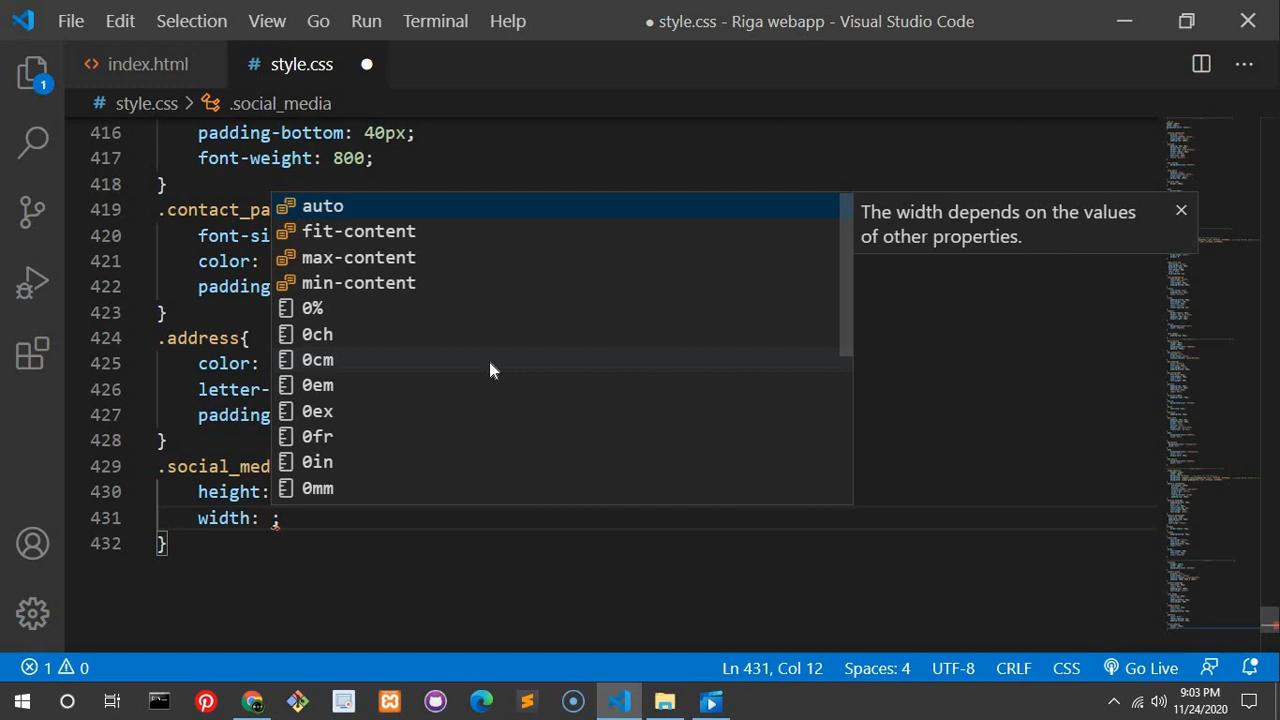 File Edit Selection View Go Run Terminal Help ● style.css - Riga webapp - Visual Studio Code
index.html # style.css
# style.css > .social_media
416 padding-bottom: 40px;
417 font-weight: 800;
418 }
419 .contact_pa
420 font-si
421 color:
422 padding
423 }
424 .address{
425 color:
426 letter-
427 padding
428 }
429 .social_med
430 height:
431 width: ;
432 }
auto
fit-content
max-content
min-content
0%
0ch
0cm
0em
0ex
0fr
0in
0mm
The width depends on the values
of other properties.
1
1 0 Ln 431, Col 12 Spaces: 4 UTF-8 CRLF CSS Go Live
9:03 PM
11/24/2020